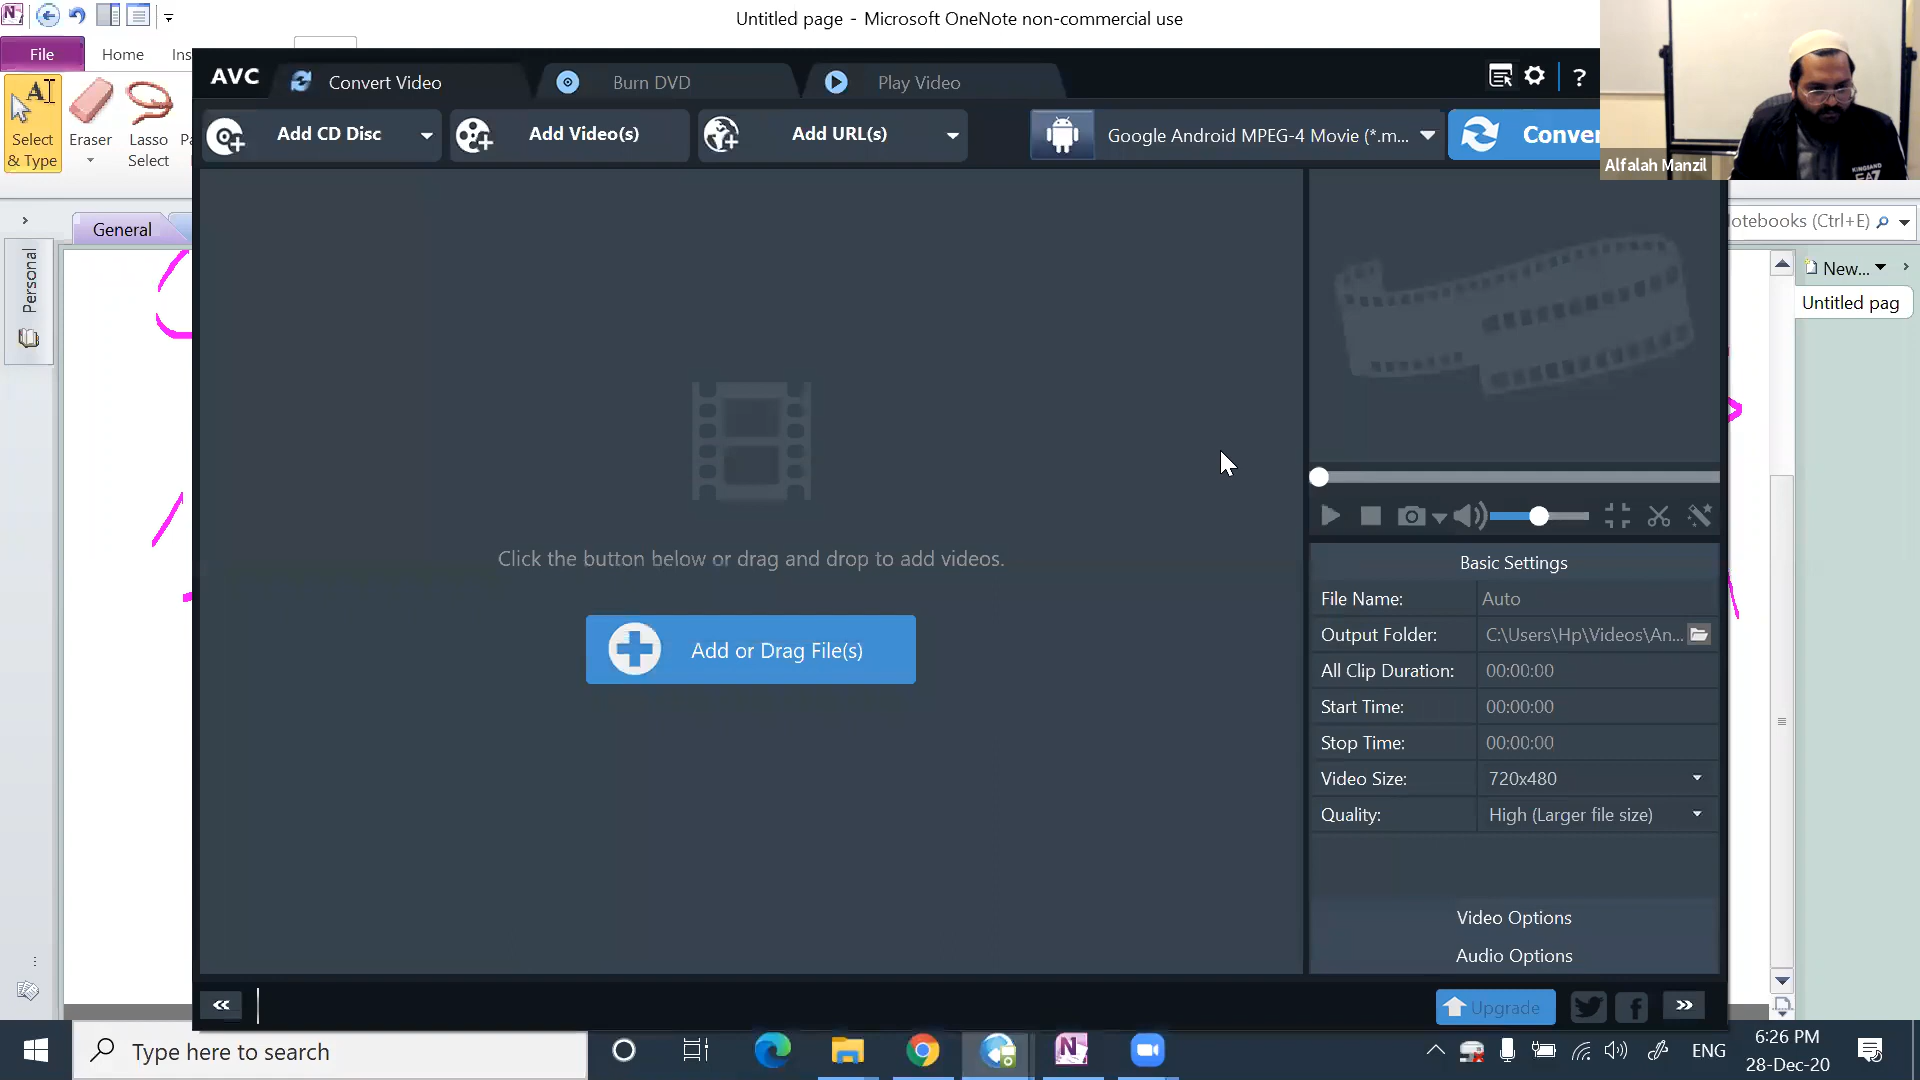 Untitled page - Microsoft OneNote non-commercial use
File
Home
Ins
Select & Type
Eraser
Lasso Select
General
Personal
AVC
Convert Video
Burn DVD
Play Video
?
Add CD Disc
Add Video(s)
Add URL(s)
Google Android MPEG-4 Movie (*.m...
Conver
Alfalah Manzil
KINGSAND
EA7
otebooks (Ctrl+E)
New...
Untitled pag
Click the button below or drag and drop to add videos.
Add or Drag File(s)
Basic Settings
File Name: Auto
Output Folder: C:\Users\Hp\Videos\An...
All Clip Duration: 00:00:00
Start Time: 00:00:00
Stop Time: 00:00:00
Video Size: 720x480
Quality: High (Larger file size)
Video Options
Audio Options
Upgrade
Type here to search
ENG
6:26 PM
28-Dec-20